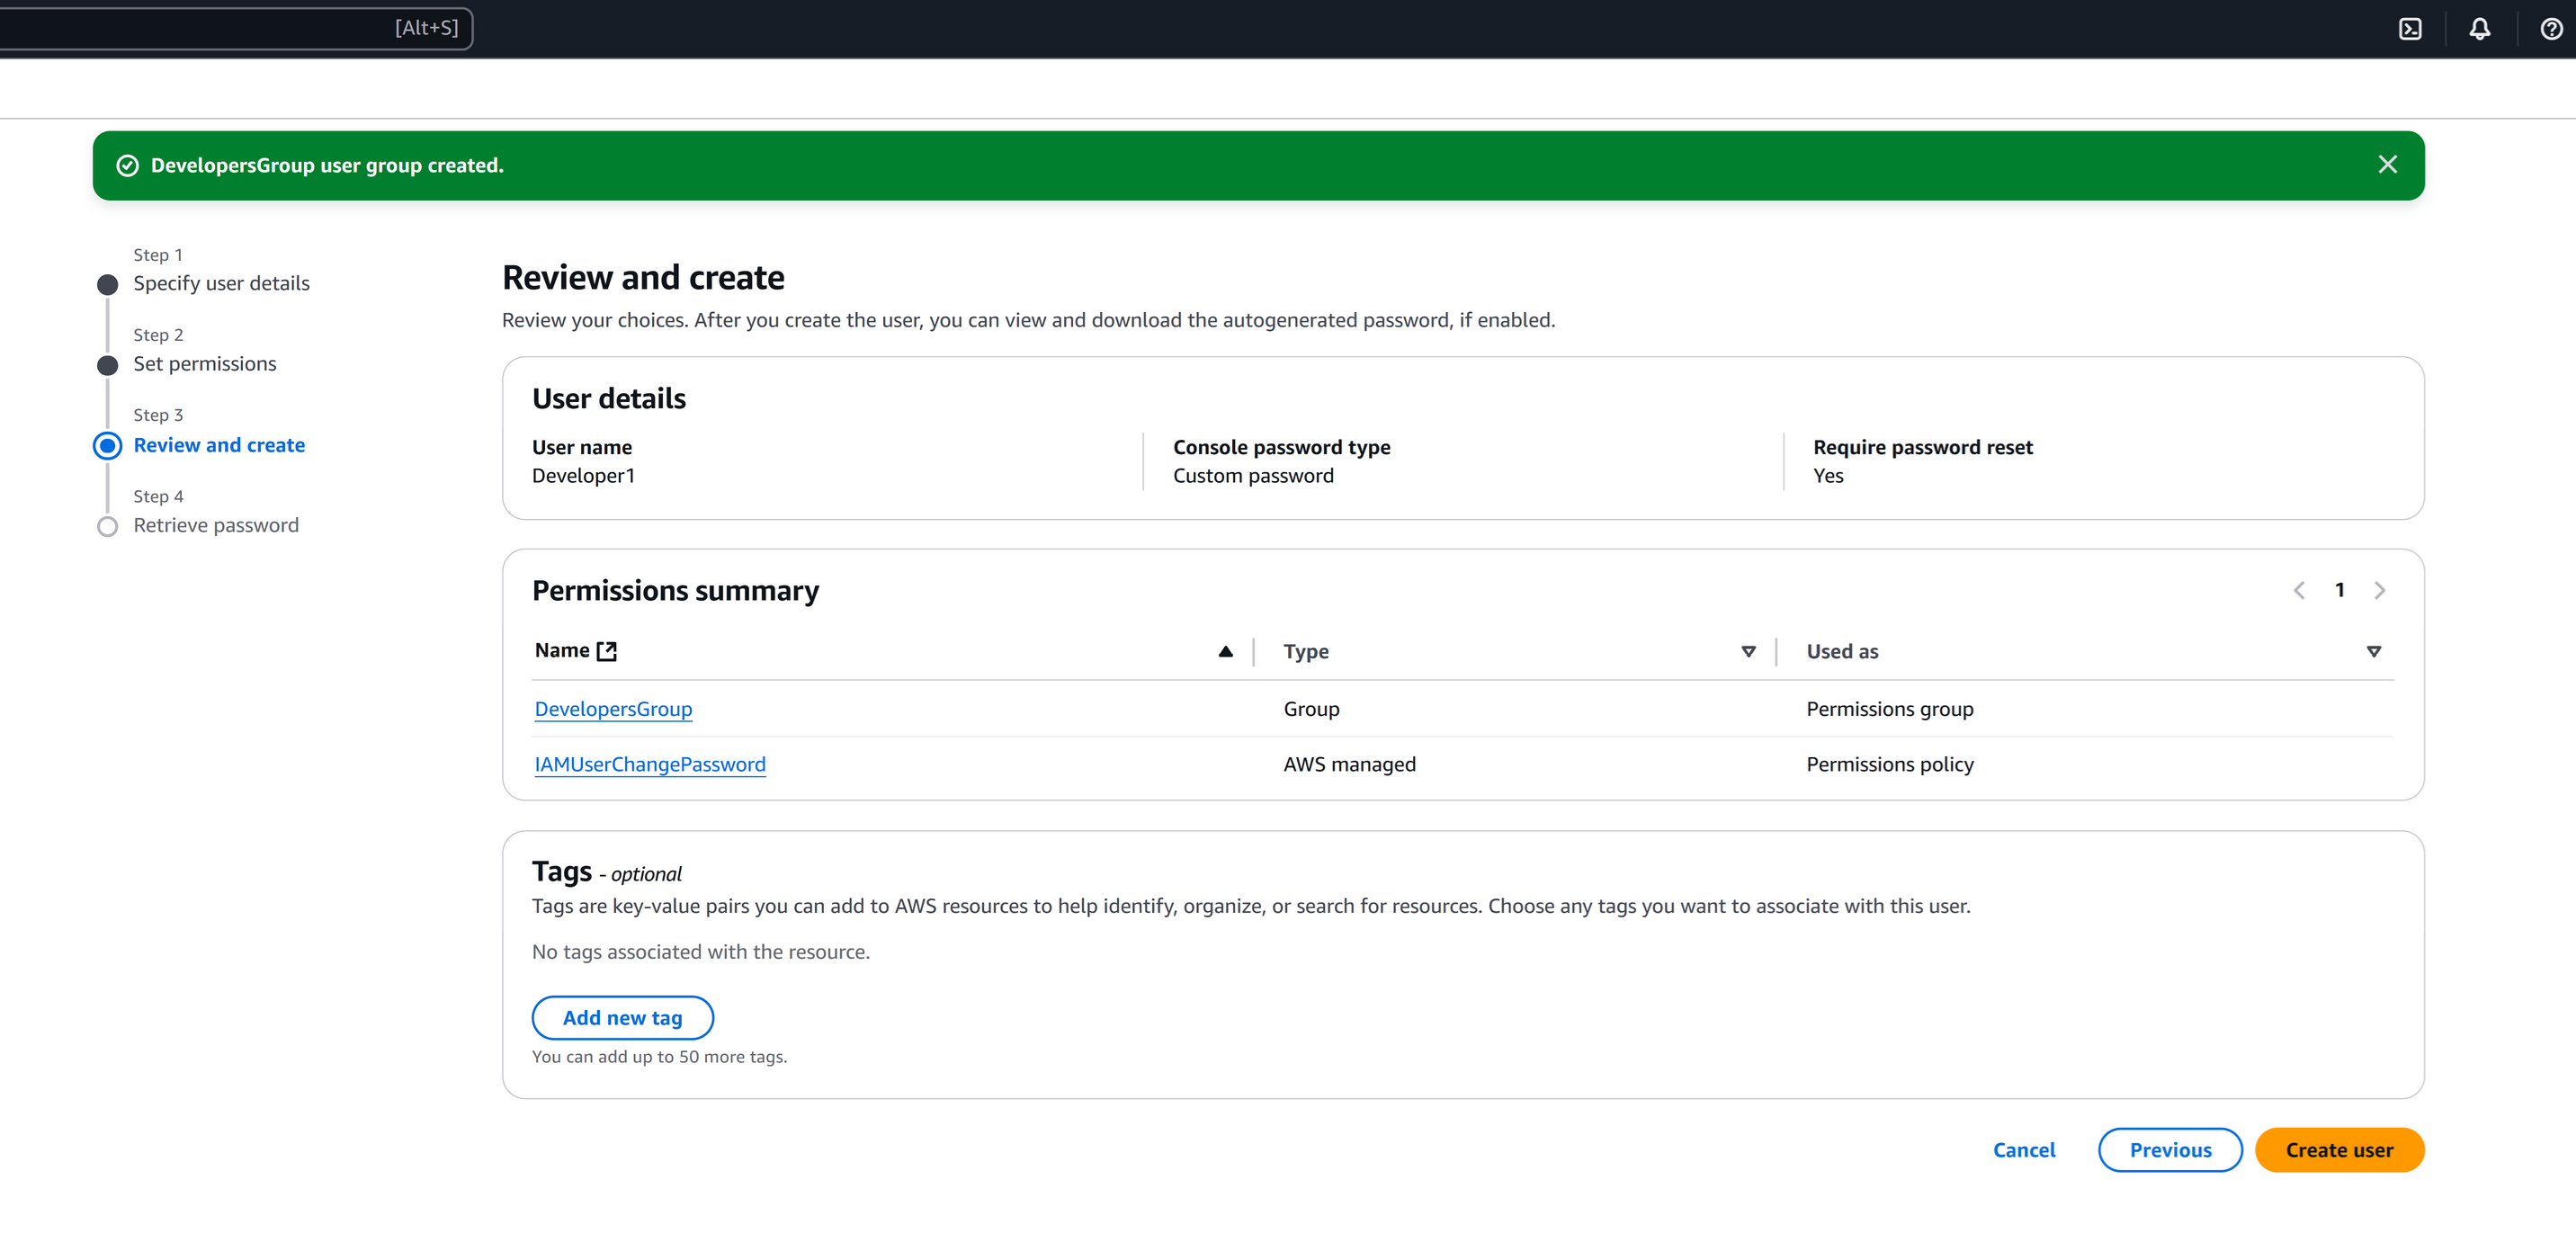 [Alt+S]
DevelopersGroup user group created.
Step 1
Specify user details
Step 2
Set permissions
Step 3
Review and create
Step 4
Retrieve password
Review and create
Review your choices. After you create the user, you can view and download the autogenerated password, if enabled.
User details
User name
Developer1
Console password type
Custom password
Require password reset
Yes
Permissions summary
1
Name Type Used as
DevelopersGroup Group Permissions group
IAMUserChangePassword AWS managed Permissions policy
Tags - optional
Tags are key-value pairs you can add to AWS resources to help identify, organize, or search for resources. Choose any tags you want to associate with this user.
No tags associated with the resource.
Add new tag
You can add up to 50 more tags.
Cancel Previous Create user